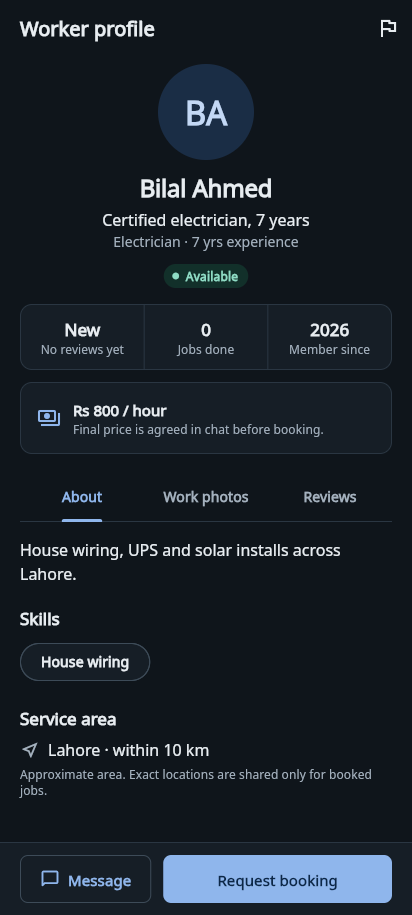 Worker profile
BA
Bilal Ahmed
Certified electrician, 7 years
Electrician · 7 yrs experience
Available
New
No reviews yet
0
Jobs done
2026
Member since
Rs 800 / hour
Final price is agreed in chat before booking.
About
Work photos
Reviews
House wiring, UPS and solar installs across
Lahore.
Skills
House wiring
Service area
Lahore · within 10 km
Approximate area. Exact locations are shared only for booked
jobs.
Message
Request booking